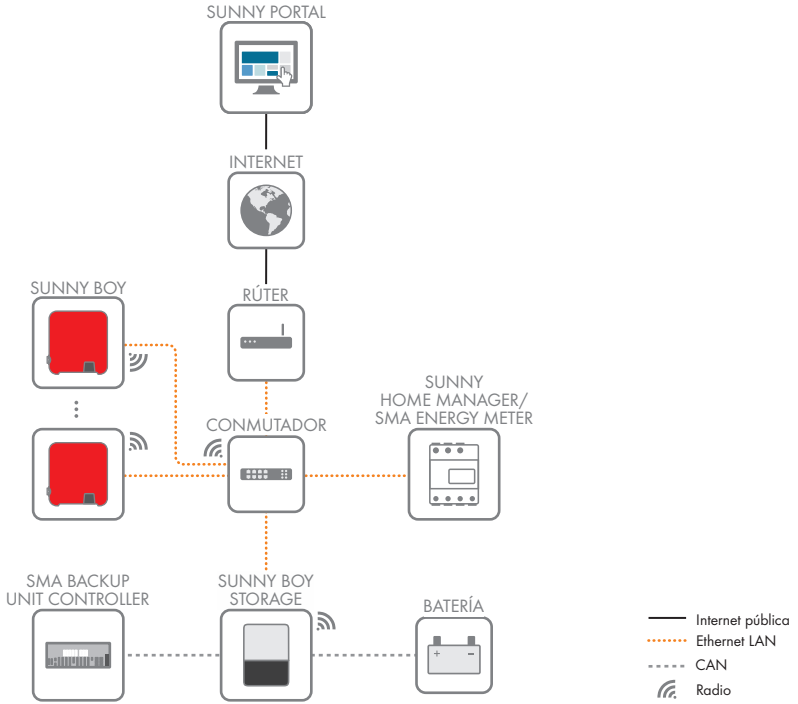 SUNNY PORTAL
INTERNET
SUNNY BOY
RÚTER
SUNNY
HOME MANAGER/
SMA ENERGY METER
CONMUTADOR
SMA BACKUP
UNIT CONTROLLER
SUNNY BOY
STORAGE
BATERÍA
+ −
Internet pública
Ethernet LAN
CAN
Radio